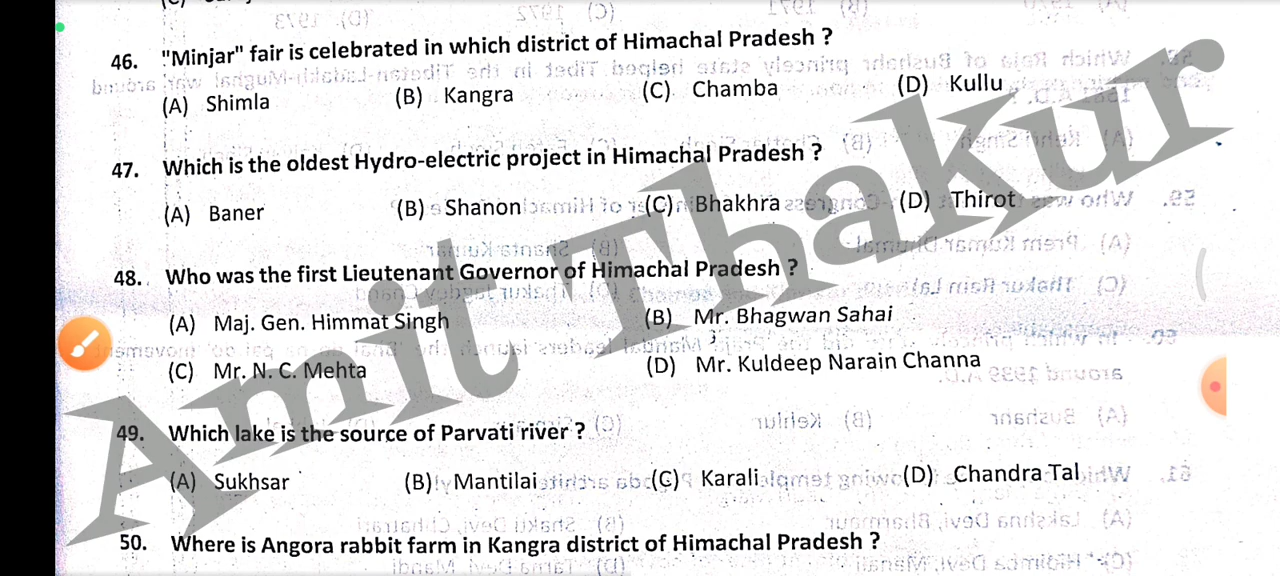 46. "Minjar" fair is celebrated in which district of Himachal Pradesh ?
(A) Shimla (B) Kangra (C) Chamba (D) Kullu
47. Which is the oldest Hydro-electric project in Himachal Pradesh ?
(A) Baner (B) Shanon (C) Bhakhra (D) Thirot
48. Who was the first Lieutenant Governor of Himachal Pradesh ?
(A) Maj. Gen. Himmat Singh (B) Mr. Bhagwan Sahai
(C) Mr. N. C. Mehta (D) Mr. Kuldeep Narain Channa
49. Which lake is the source of Parvati river ?
(A) Sukhsar (B) Mantilai (C) Karali (D) Chandra Tal
50. Where is Angora rabbit farm in Kangra district of Himachal Pradesh ?
Amit Thakur